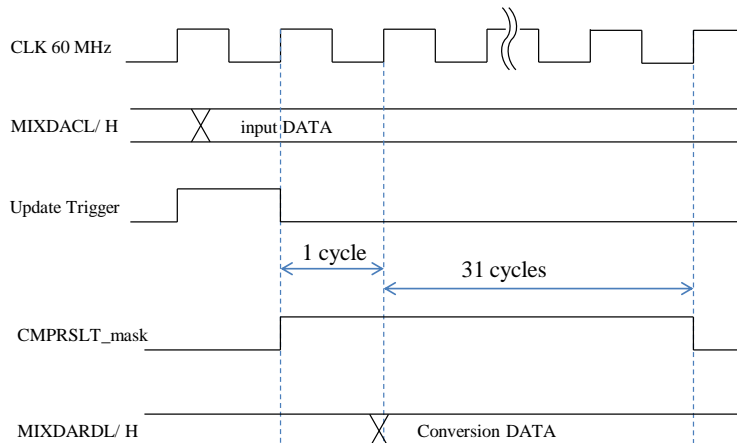 CLK 60 MHz
MIXDACL/ H
input DATA
Update Trigger
1 cycle
31 cycles
CMPRSLT_mask
MIXDARDL/ H
Conversion DATA